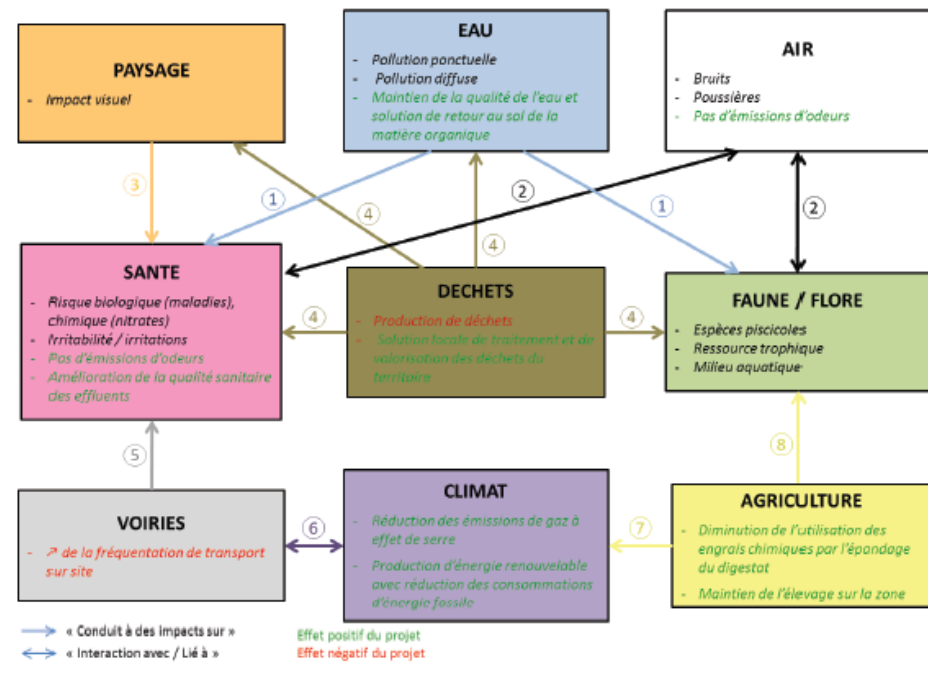 PAYSAGE
- Impact visuel
EAU
- Pollution ponctuelle
- Pollution diffuse
- Maintien de la qualité de l'eau et
solution de retour au sol de la
matière organique
AIR
- Bruits
- Poussières
- Pas d'émissions d'odeurs
3
1
2
4
4
1
2
SANTE
- Risque biologique (maladies),
chimique (nitrates)
- Irritabilité / irritations
- Pas d'émissions d'odeurs
- Amélioration de la qualité sanitaire
des effluents
4
DECHETS
- Production de déchets
- Solution locale de traitement et de
valorisation des déchets du
territoire
4
FAUNE / FLORE
- Espèces piscicoles
- Ressource trophique
- Milieu aquatique
5
8
VOIRIES
- ↗ de la fréquentation de transport
sur site
6
CLIMAT
- Réduction des émissions de gaz à
effet de serre
- Production d'énergie renouvelable
avec réduction des consommations
d'énergie fossile
7
AGRICULTURE
- Diminution de l'utilisation des
engrais chimiques par l'épandage
du digestat
- Maintien de l'élevage sur la zone
« Conduit à des Impacts sur »
« Interaction avec / Lié à »
Effet positif du projet
Effet négatif du projet